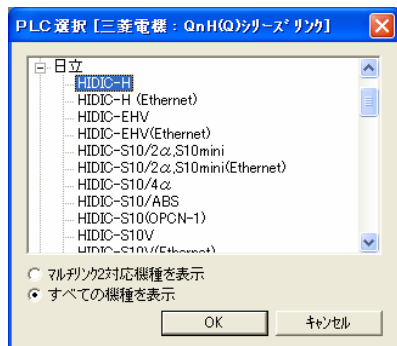 PLC選択 [三菱電機：QnH(Q)ｼﾘｰｽﾞﾘﾝｸ]
日立
HIDIC-H
HIDIC-H (Ethernet)
HIDIC-EHV
HIDIC-EHV(Ethernet)
HIDIC-S10/2α,S10mini
HIDIC-S10/2α,S10mini(Ethernet)
HIDIC-S10/4α
HIDIC-S10/ABS
HIDIC-S10(OPCN-1)
HIDIC-S10V
HIDIC-S10V(Ethernet)
ﾏﾙﾁﾘﾝｸ2対応機種を表示
すべての機種を表示
OK
ｷｬﾝｾﾙ